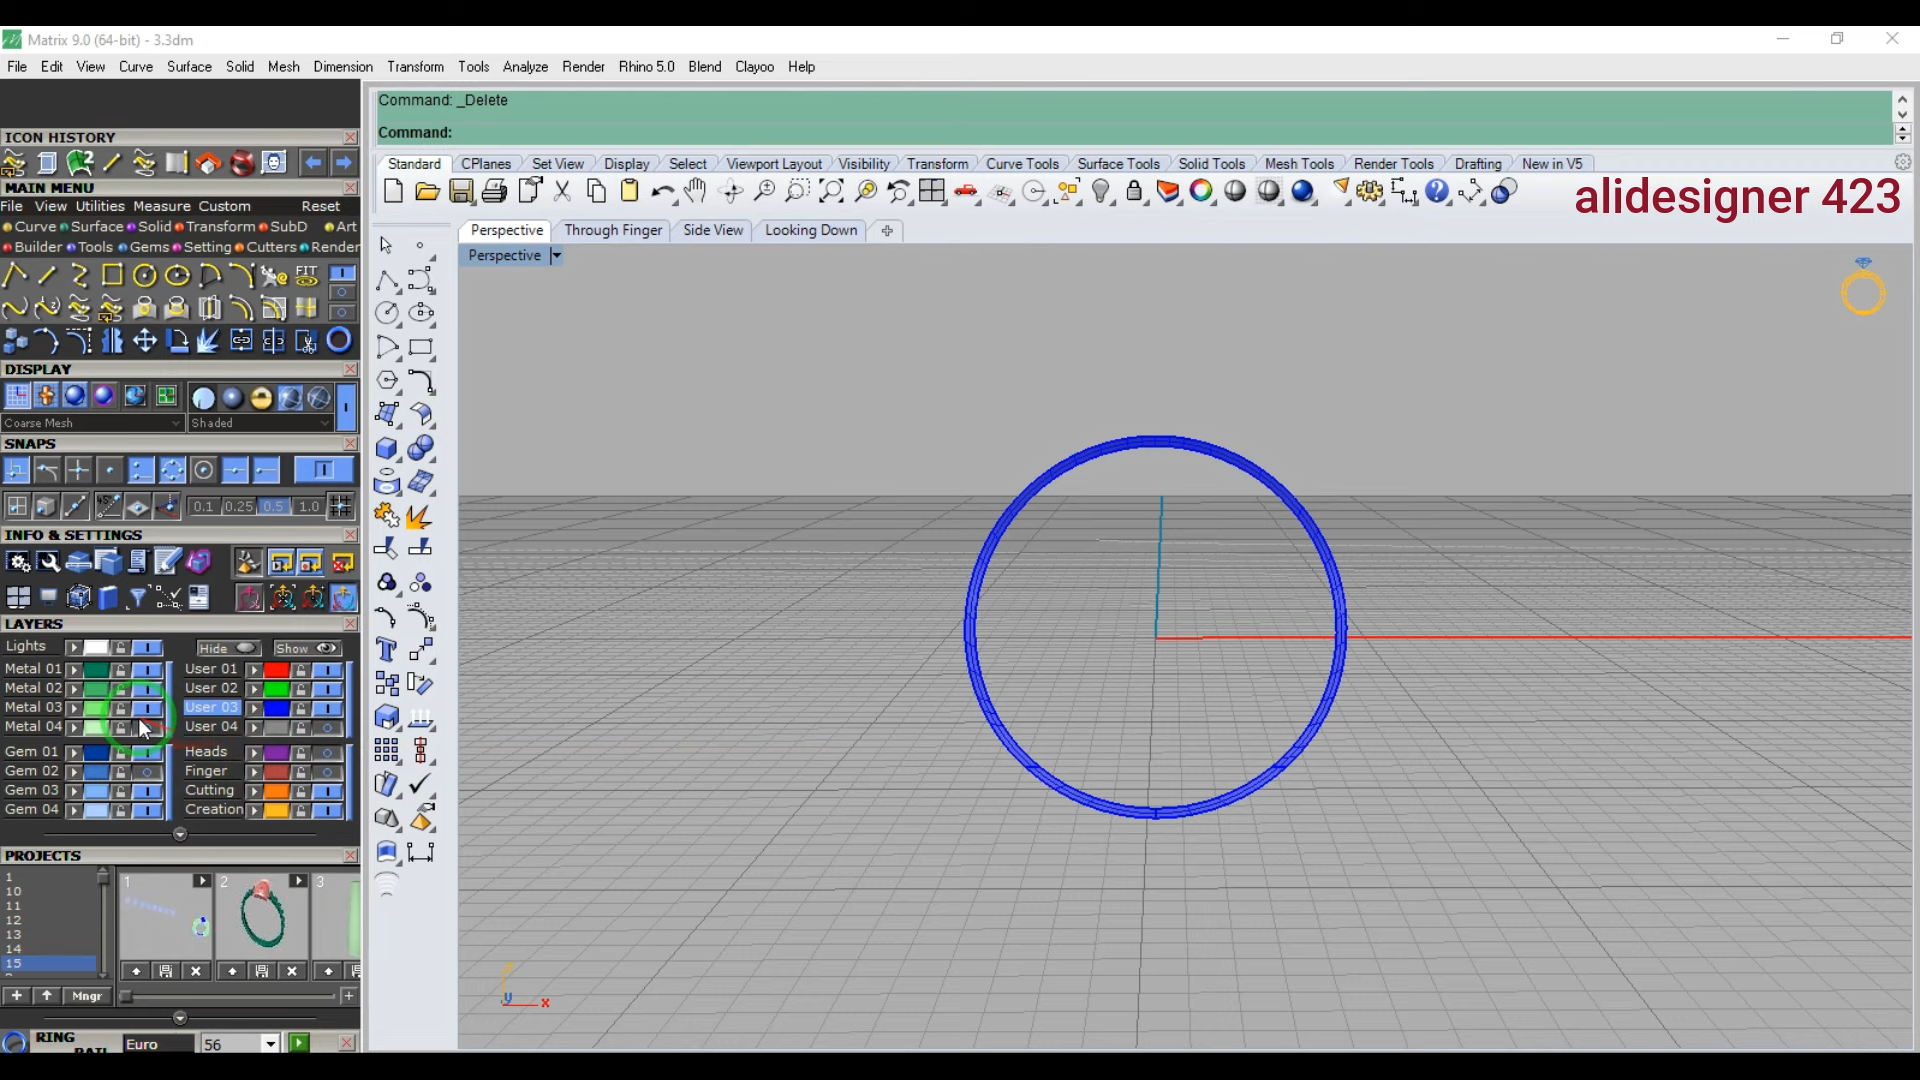 Matrix 9.0 (64-bit) - 3.3dm
File Edit View Curve Surface Solid Mesh Dimension Transform Tools Analyze Render Rhino 5.0 Blend Clayoo Help
Command: _Delete
Command:
ICON HISTORY
Standard CPlanes Set View Display Select Viewport Layout Visibility Transform Curve Tools Surface Tools Solid Tools Mesh Tools Render Tools Drafting New in V5
alidesigner 423
MAIN MENU
File View Utilities Measure Custom Reset
Curve Surface Solid Transform SubD Art
Builder Tools Gems Setting Cutters Render
Perspective Through Finger Side View Looking Down
Perspective
FIT
DISPLAY
Coarse Mesh Shaded
SNAPS
45°
0.1 0.25 0.5 1.0
INFO & SETTINGS
LAYERS
Lights Hide Show
Metal 01 User 01
Metal 02 User 02
Metal 03 User 03
Metal 04 User 04
Gem 01 Heads
Gem 02 Finger
Gem 03 Cutting
Gem 04 Creation
PROJECTS
1
10
11
12
13
14
15
1 2 3
Mngr
RING
Euro 56
y x